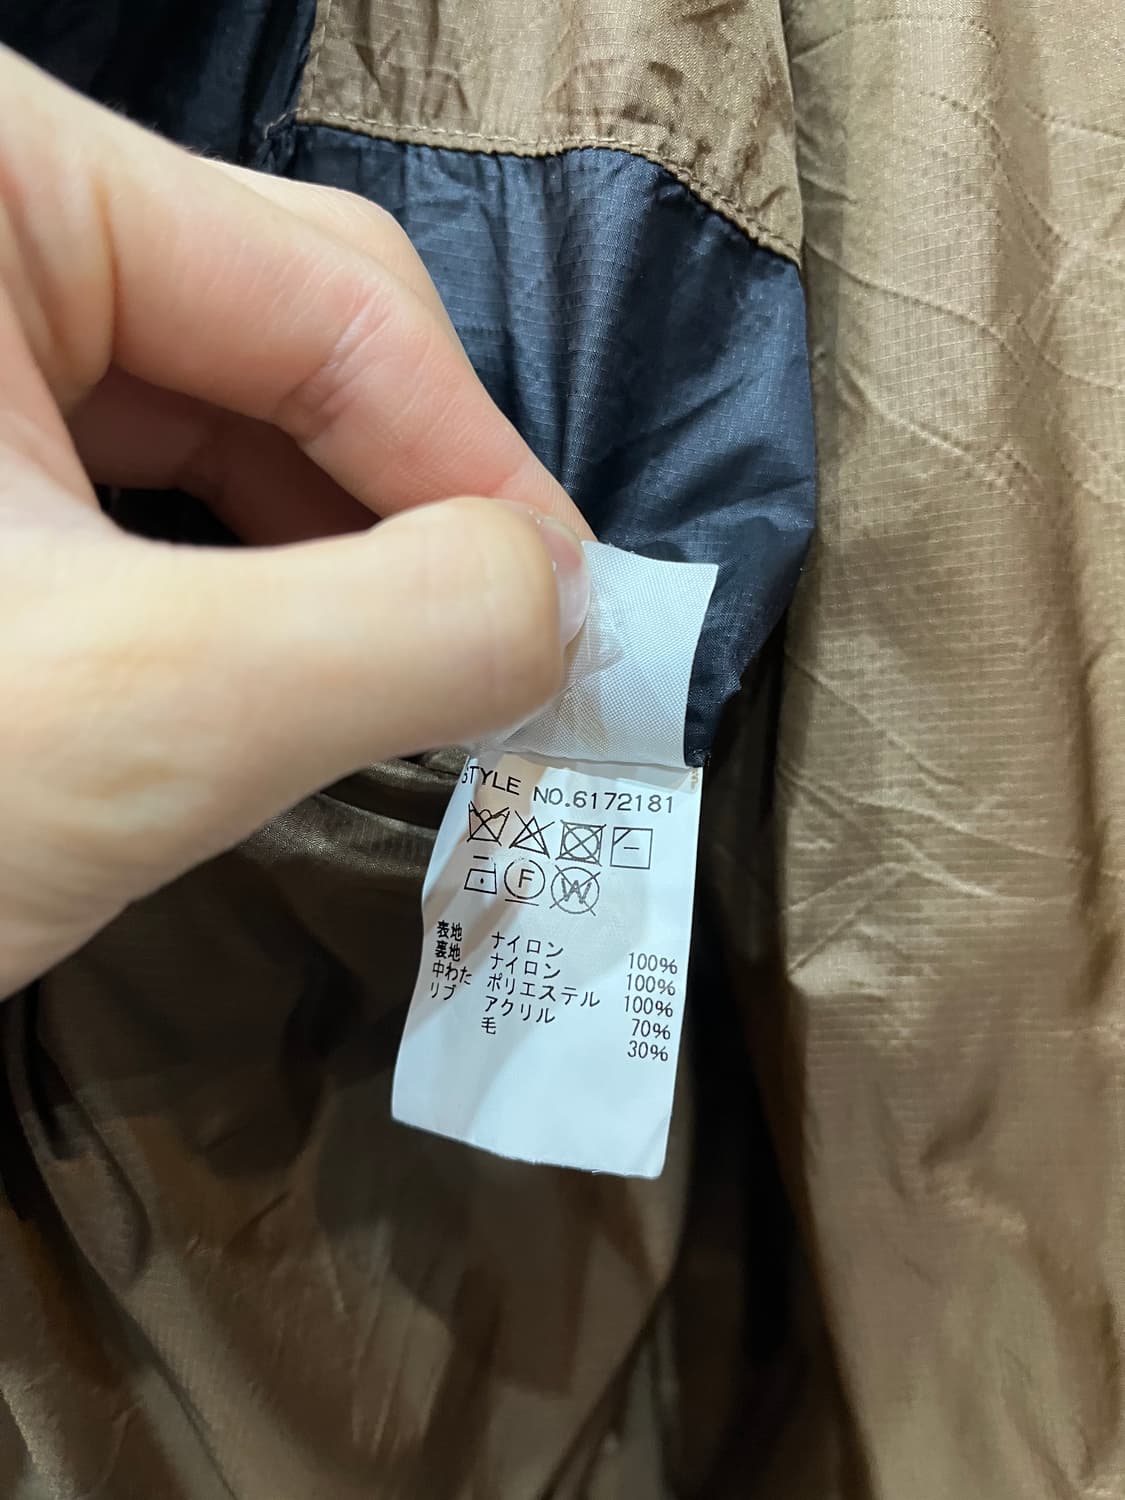 STYLE NO.6172181
F W
表地 ナイロン 100%
裏地 ナイロン 100%
中わた ポリエステル 100%
リブ アクリル 70%
毛 30%